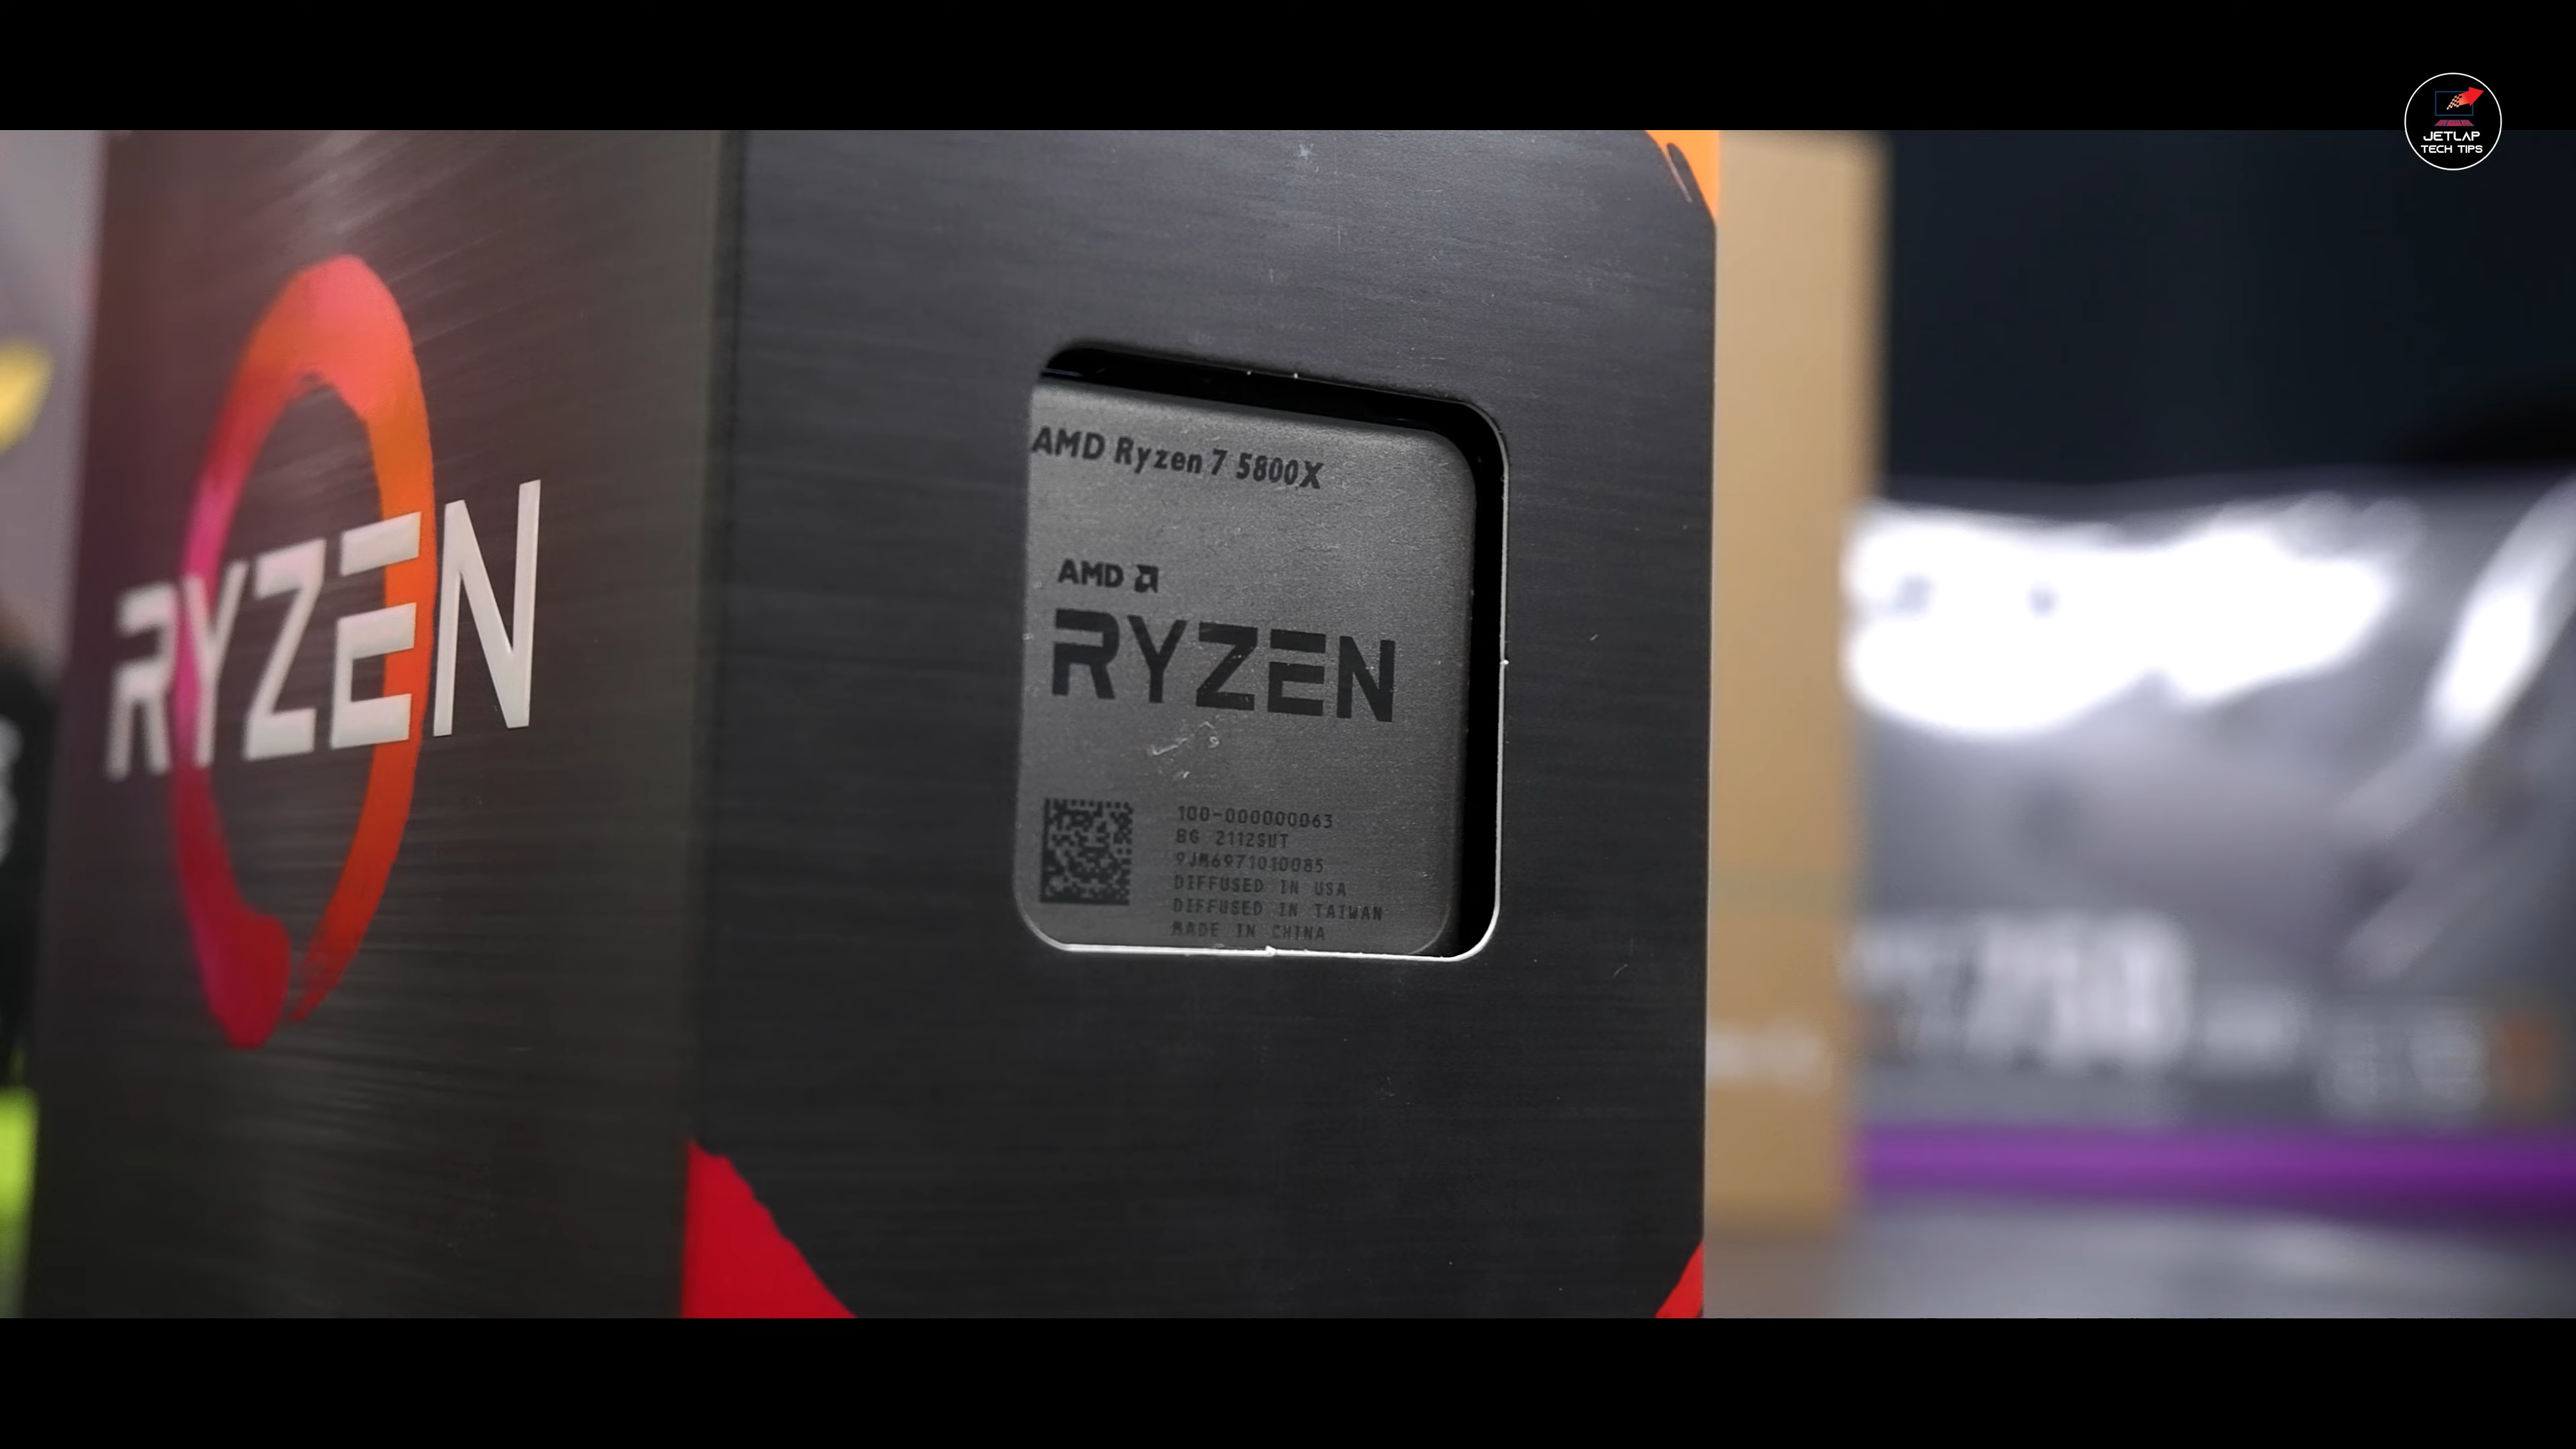 JETLAP
TECH TIPS
RYZEN
AMD Ryzen 7 5800X
AMD
RYZEN
100-000000063
BG 2112SUT
9JM6971010085
DIFFUSED IN USA
DIFFUSED IN TAIWAN
MADE IN CHINA